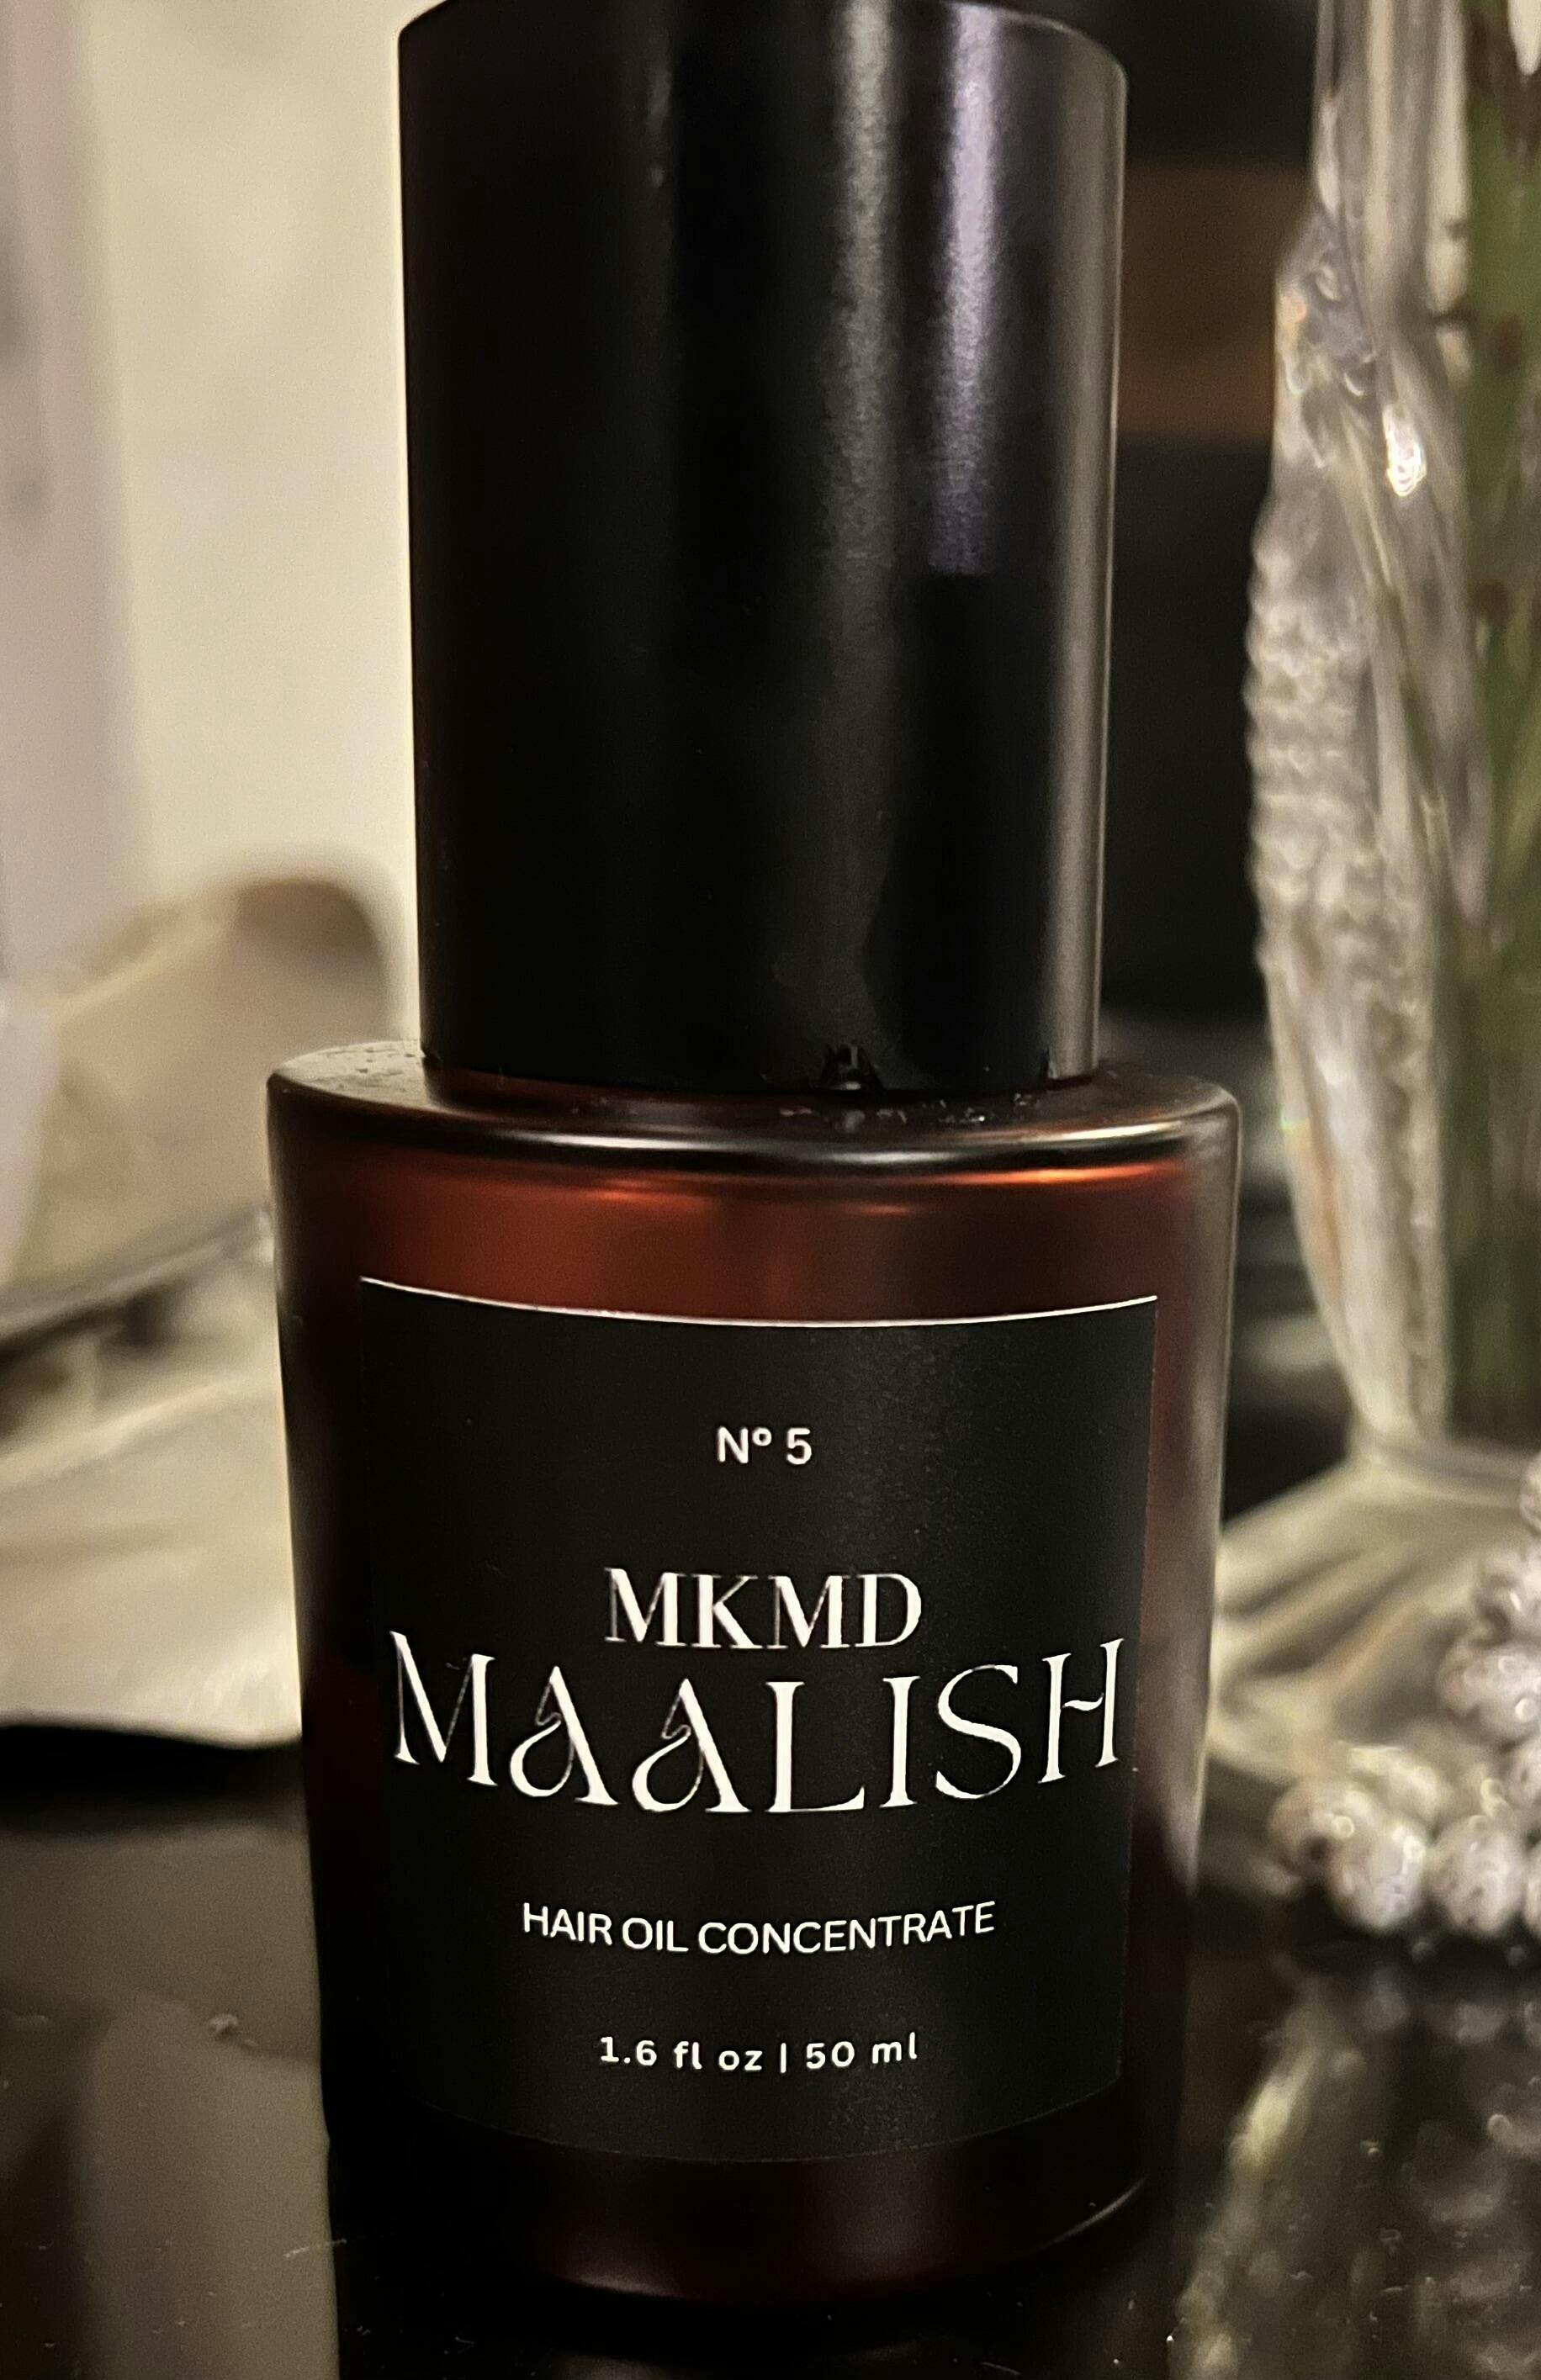 Nº 5
MKMD
MAALISH
HAIR OIL CONCENTRATE
1.6 fl oz | 50 ml